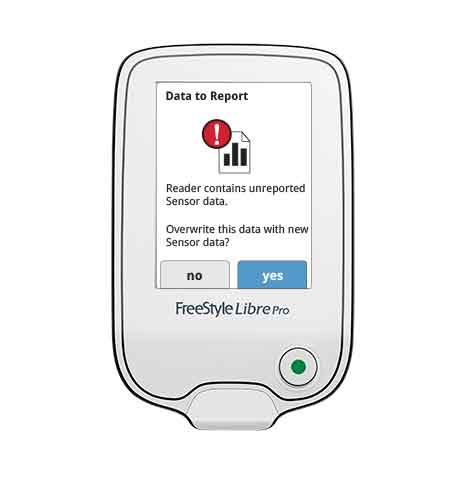 Data to Report
!
Reader contains unreported
Sensor data.
Overwrite this data with new
Sensor data?
no
yes
FreeStyle Libre Pro